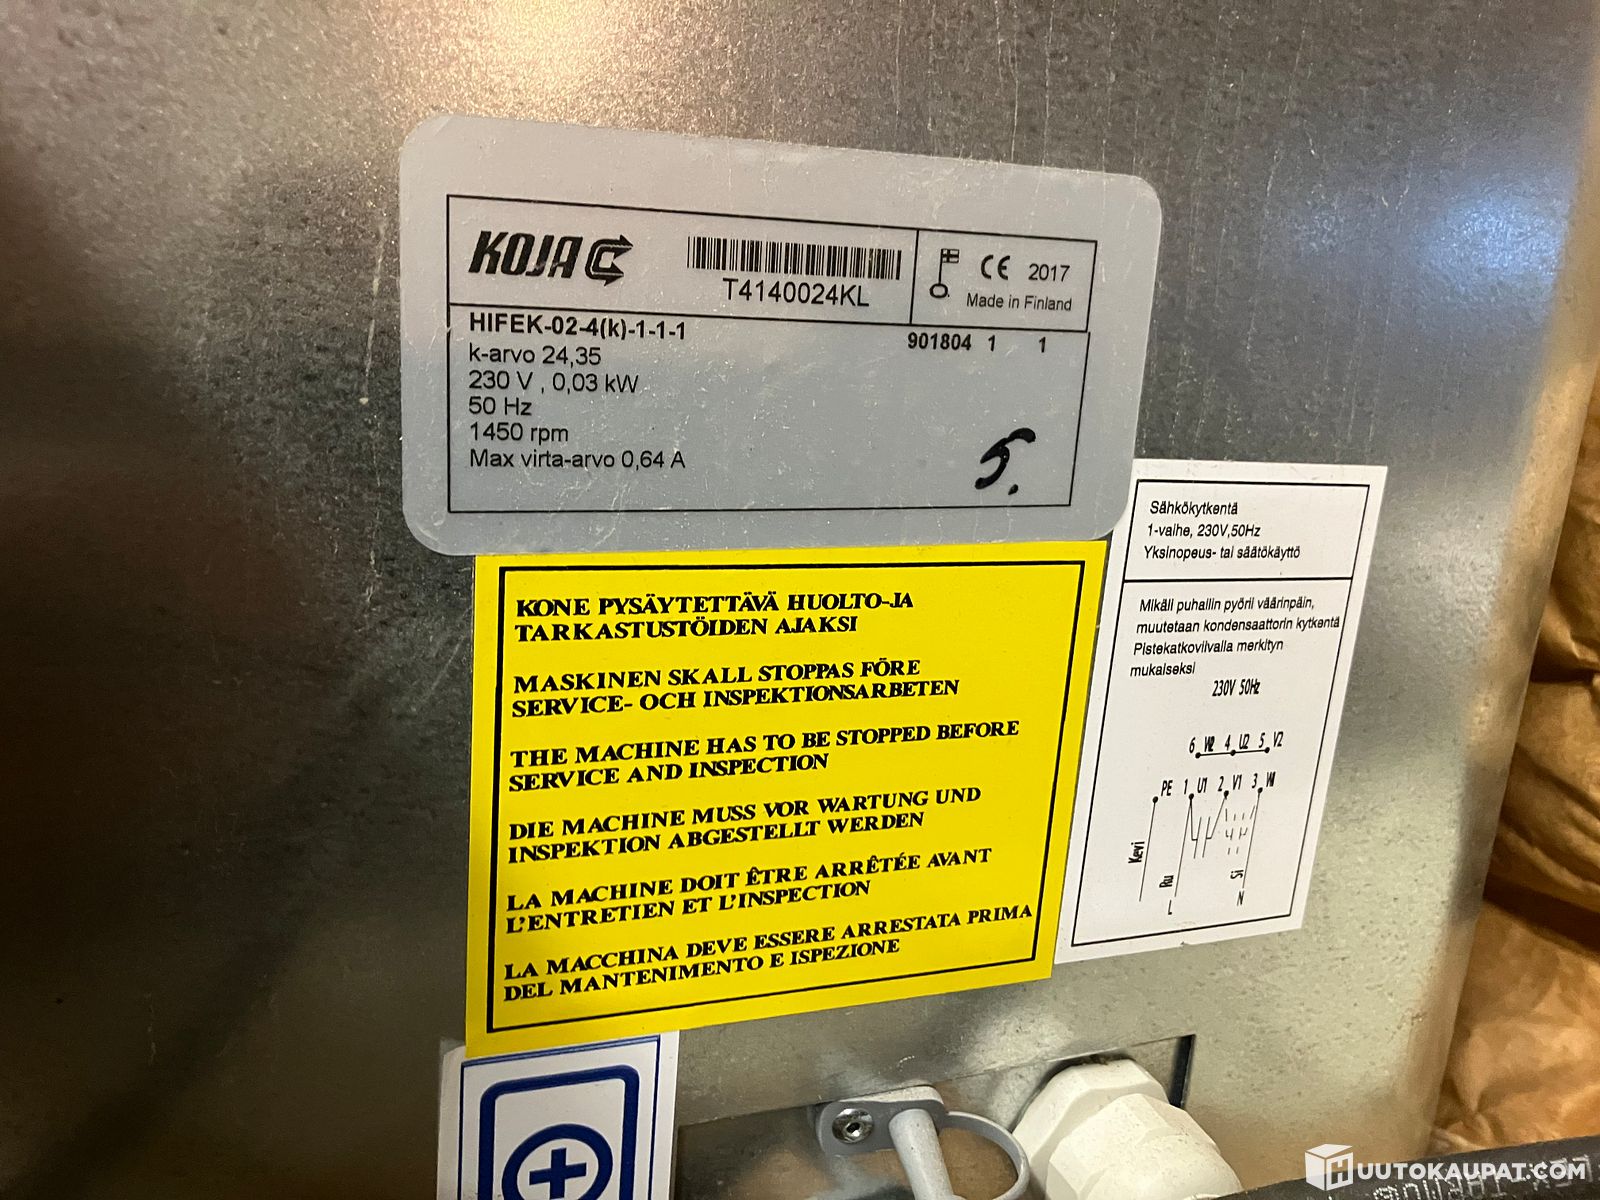 KOJA
T4140024KL
CE 2017
Made in Finland
HIFEK-02-4(k)-1-1-1
901804 1 1
k-arvo 24,35
230 V , 0,03 kW
50 Hz
1450 rpm
Max virta-arvo 0,64 A
5.
KONE PYSÄYTETTÄVÄ HUOLTO-JA
TARKASTUSTÖIDEN AJAKSI
MASKINEN SKALL STOPPAS FÖRE
SERVICE- OCH INSPEKTIONSARBETEN
THE MACHINE HAS TO BE STOPPED BEFORE
SERVICE AND INSPECTION
DIE MACHINE MUSS VOR WARTUNG UND
INSPEKTION ABGESTELLT WERDEN
LA MACHINE DOIT ÊTRE ARRÊTÉE AVANT
L'ENTRETIEN ET L'INSPECTION
LA MACCHINA DEVE ESSERE ARRESTATA PRIMA
DEL MANTENIMENTO E ISPEZIONE
Sähkökytkentä
1-vaihe, 230V,50Hz
Yksinopeus- tai säätökäyttö
Mikäli puhallin pyörii väärinpäin,
muutetaan kondensaattorin kytkentä
Pistekatkoviivalla merkityn
mukaiseksi
230V 50Hz
6 W2 4 U2 5 V2
PE 1 U1 2 V1 3 W1
Kevi
Ru
Si
L
N
HUUTOKAUPAT.COM